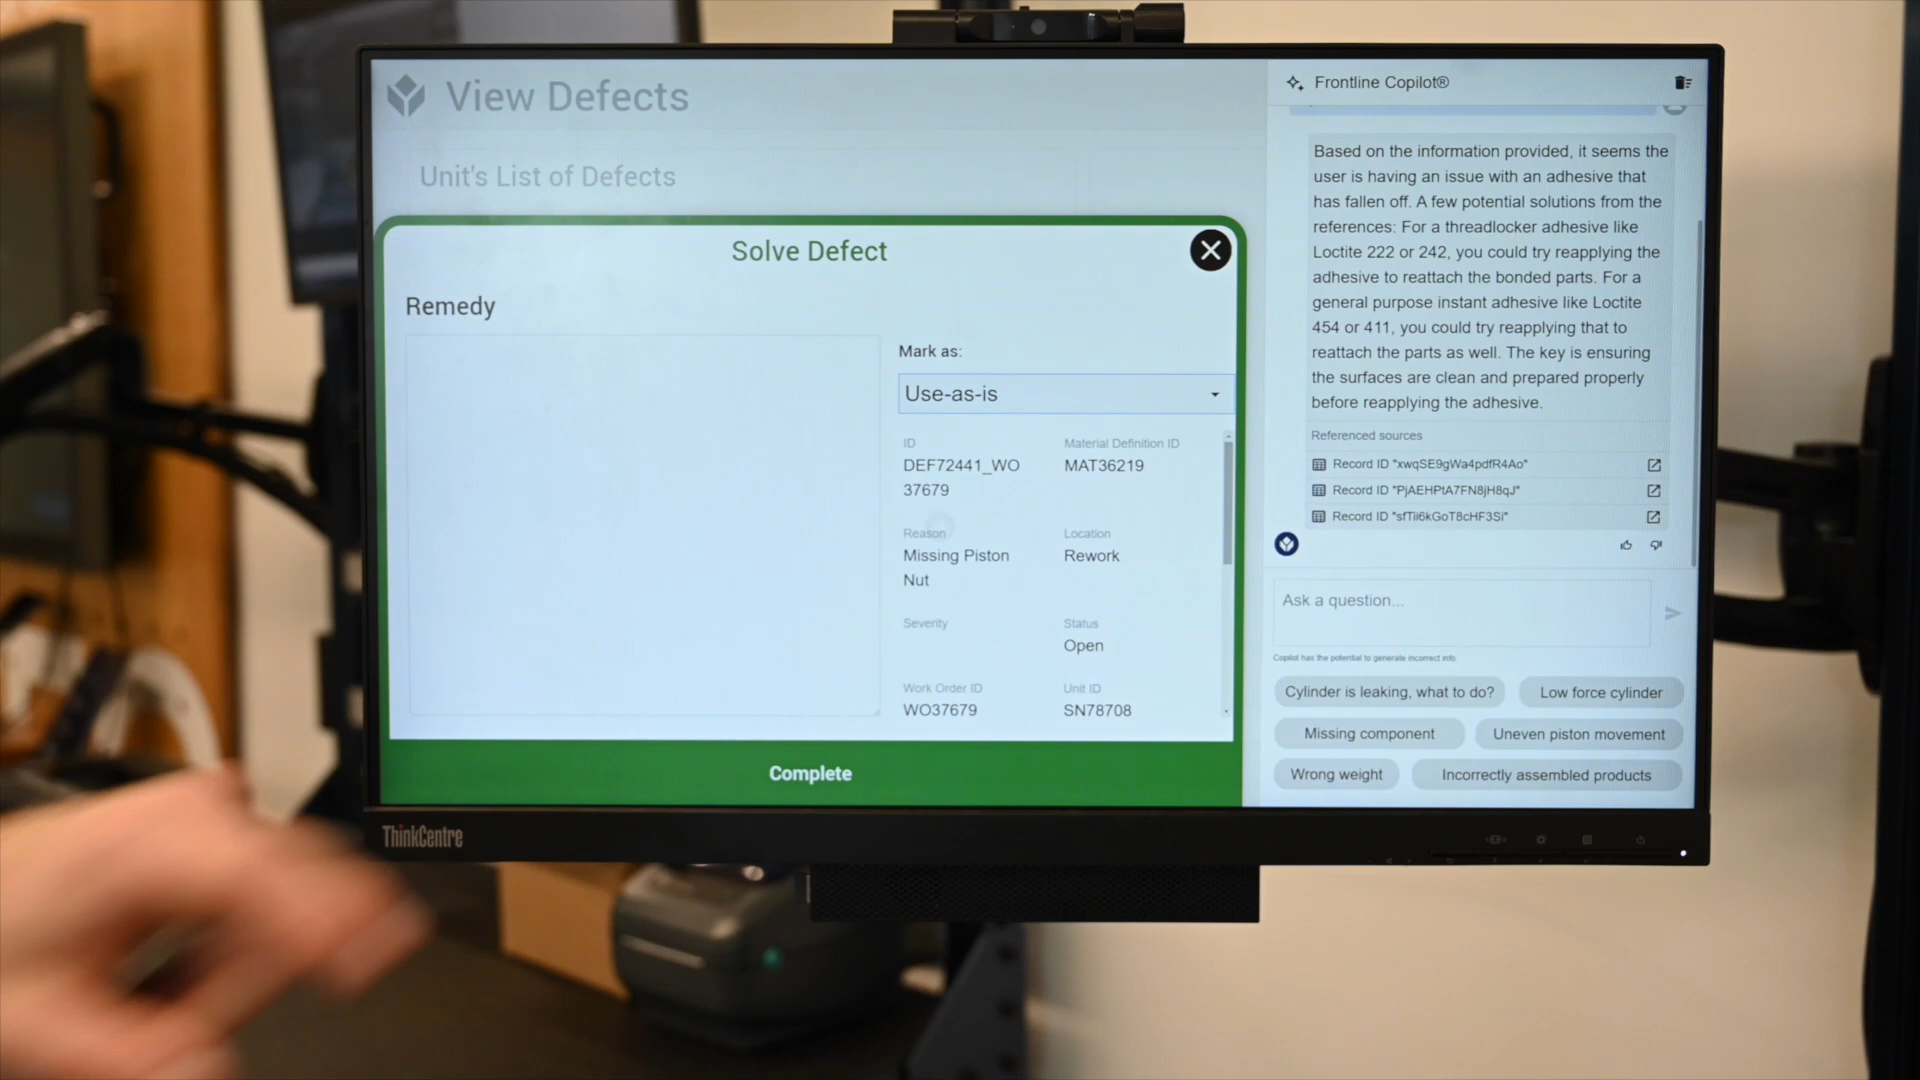 View Defects
Unit's List of Defects
Solve Defect
Remedy
Mark as:
Use-as-is
ID
DEF72441_WO
37679
Material Definition ID
MAT36219
Reason
Missing Piston
Nut
Location
Rework
Severity
Status
Open
Work Order ID
WO37679
Unit ID
SN78708
Complete
Frontline Copilot®
Based on the information provided, it seems the
user is having an issue with an adhesive that
has fallen off. A few potential solutions from the
references: For a threadlocker adhesive like
Loctite 222 or 242, you could try reapplying the
adhesive to reattach the bonded parts. For a
general purpose instant adhesive like Loctite
454 or 411, you could try reapplying that to
reattach the parts as well. The key is ensuring
the surfaces are clean and prepared properly
before reapplying the adhesive.
Referenced sources
Record ID "xwqSE9gWa4pdfR4Ao"
Record ID "PjAEHPtA7FN8jH8qJ"
Record ID "sfTii6kGoT8cHF3Si"
Ask a question...
Copilot has the potential to generate incorrect info.
Cylinder is leaking, what to do?
Low force cylinder
Missing component
Uneven piston movement
Wrong weight
Incorrectly assembled products
ThinkCentre